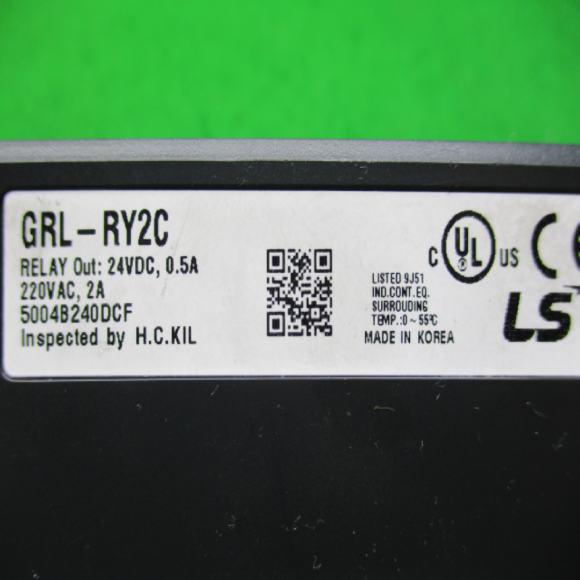 GRL-RY2C
RELAY Out: 24VDC, 0.5A
220VAC, 2A
5004B240DCF
Inspected by H.C.KIL
C UL US
LISTED 9J51
IND.CONT.EQ.
SURROUDING
TEMP.:0~55℃
MADE IN KOREA
CE
LS